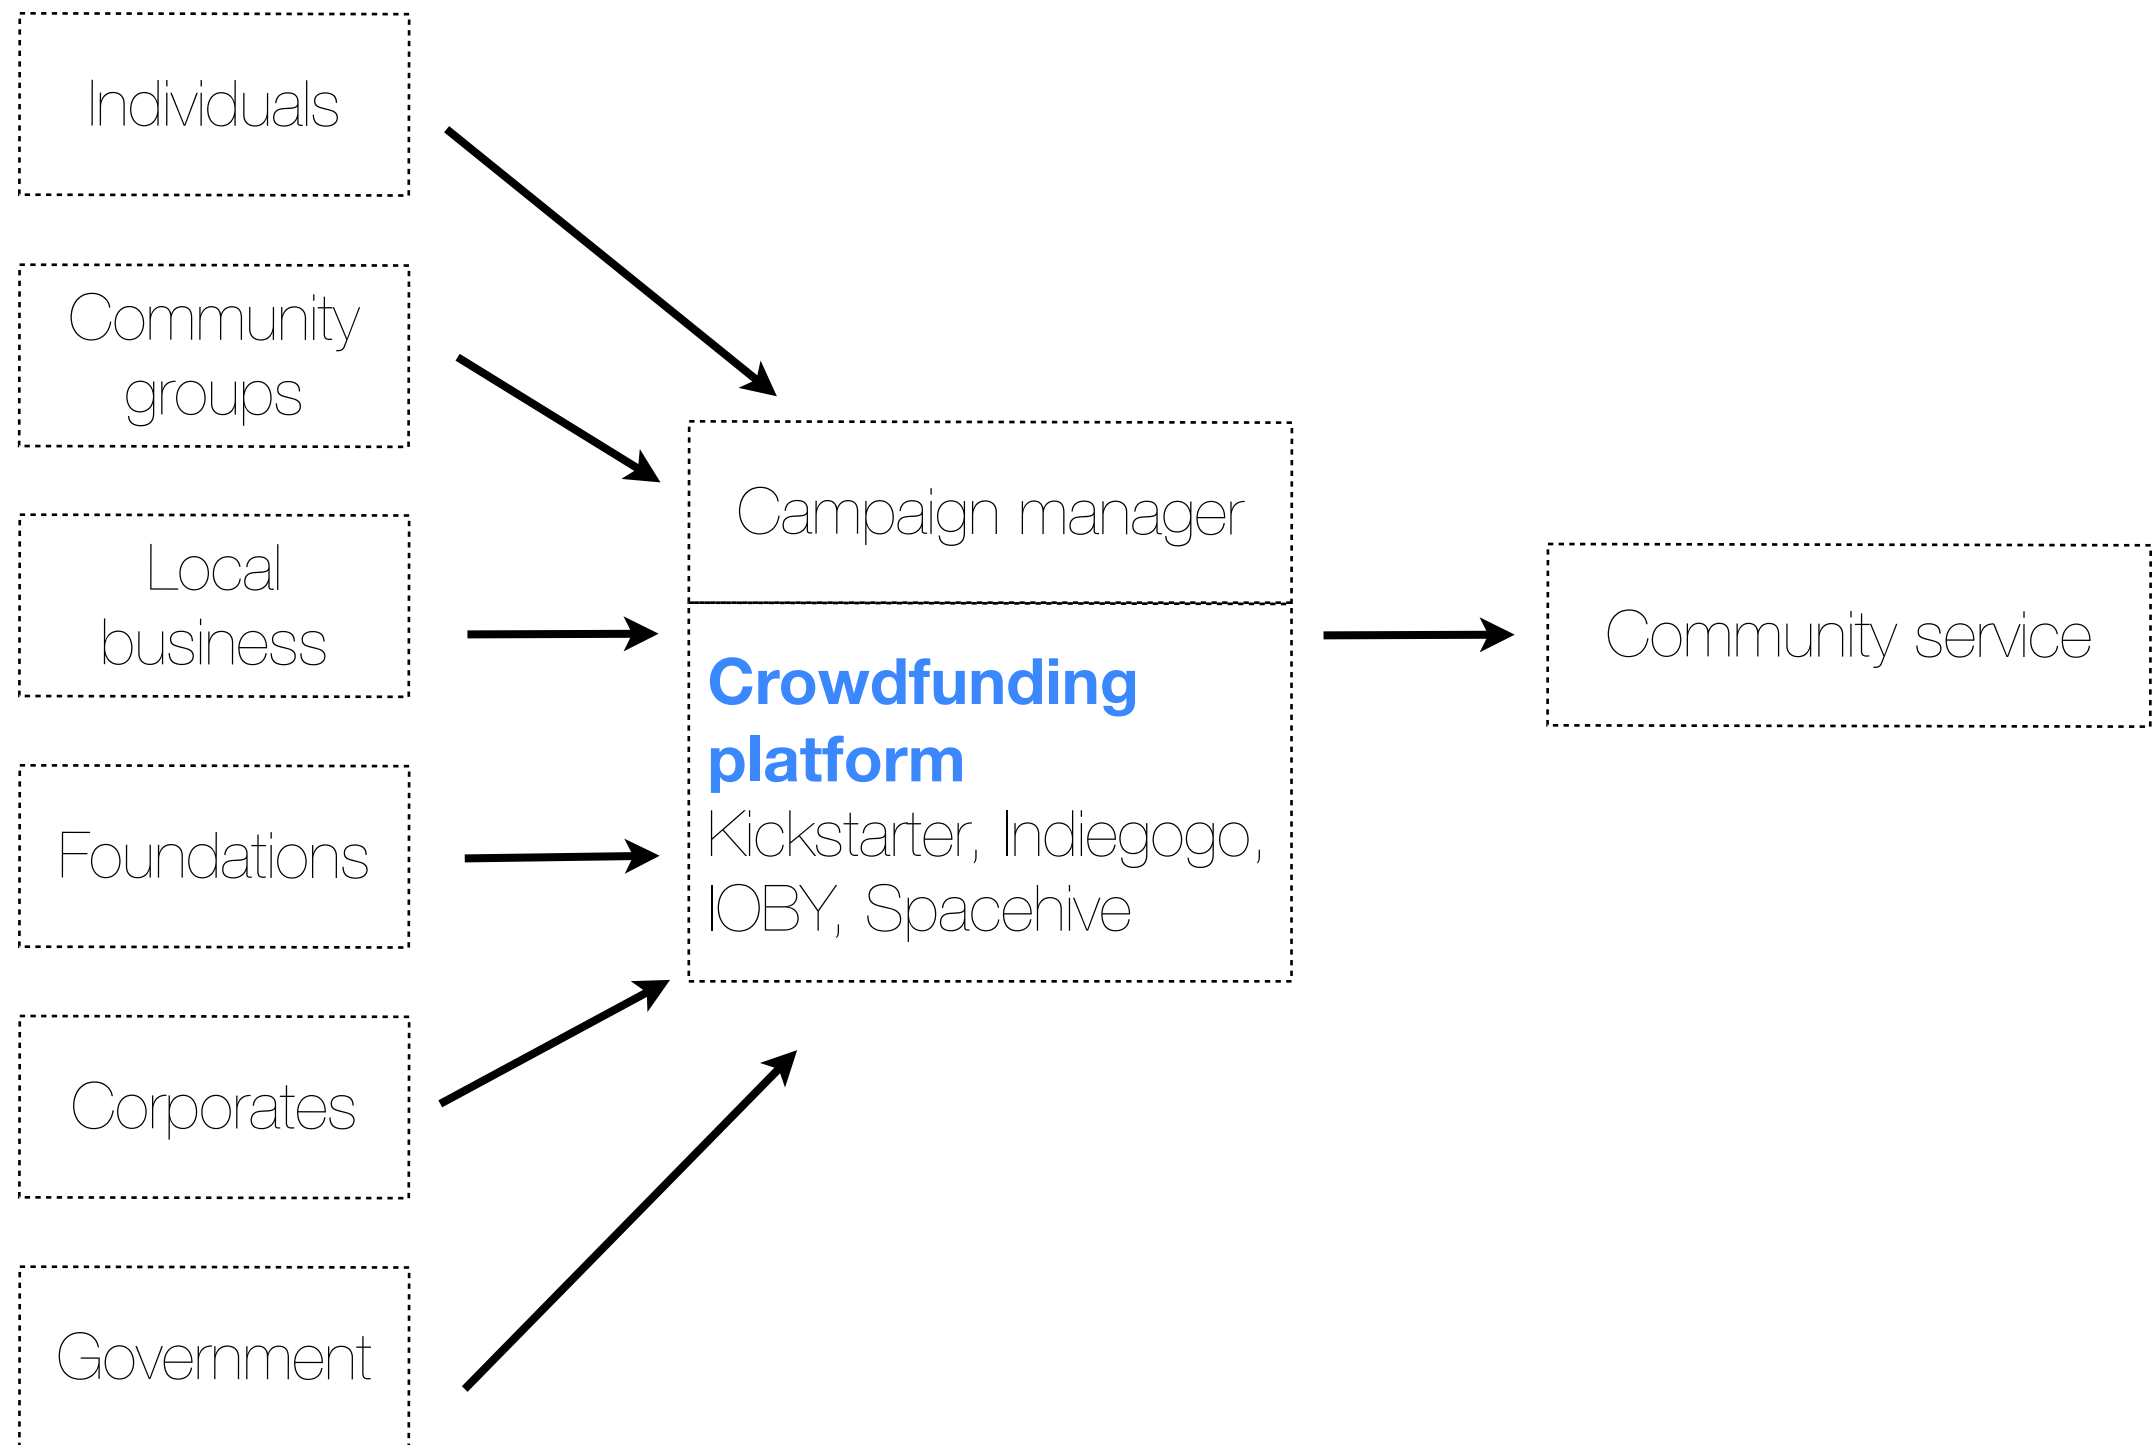 Individuals
Community
groups
Local
business
Foundations
Corporates
Government
Campaign manager
Crowdfunding
platform
Kickstarter, Indiegogo,
IOBY, Spacehive
Community service